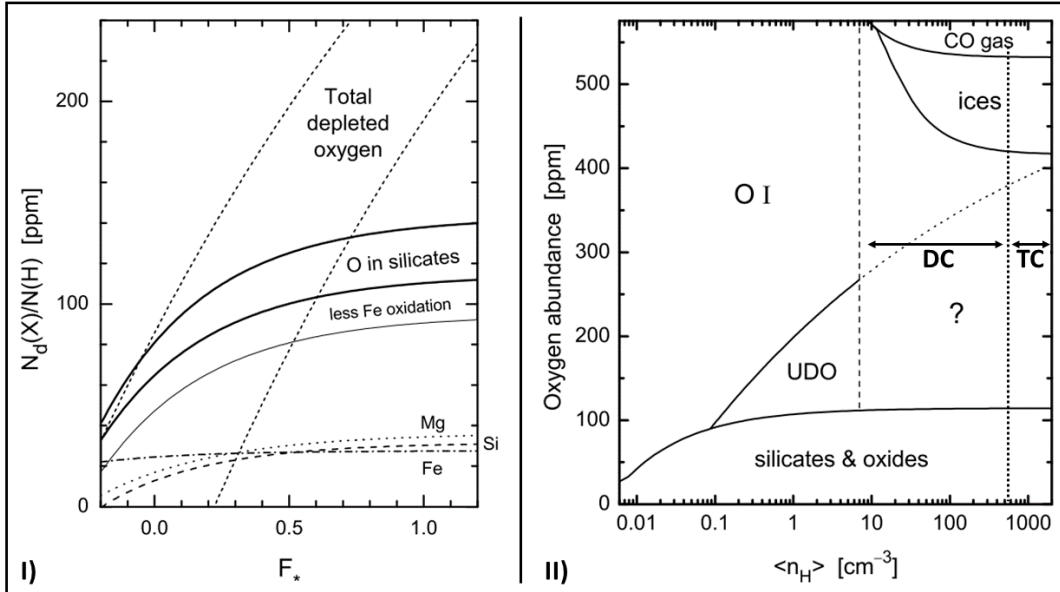 N_d(X)/N(H) [ppm]
200
100
0
Total
depleted
oxygen
O in silicates
less Fe oxidation
Mg
Si
Fe
0.0
0.5
1.0
F_*
I)
Oxygen abundance [ppm]
500
400
300
200
100
0
CO gas
ices
O I
DC
TC
?
UDO
silicates & oxides
0.01
0.1
1
10
100
1000
<n_H> [cm⁻³]
II)